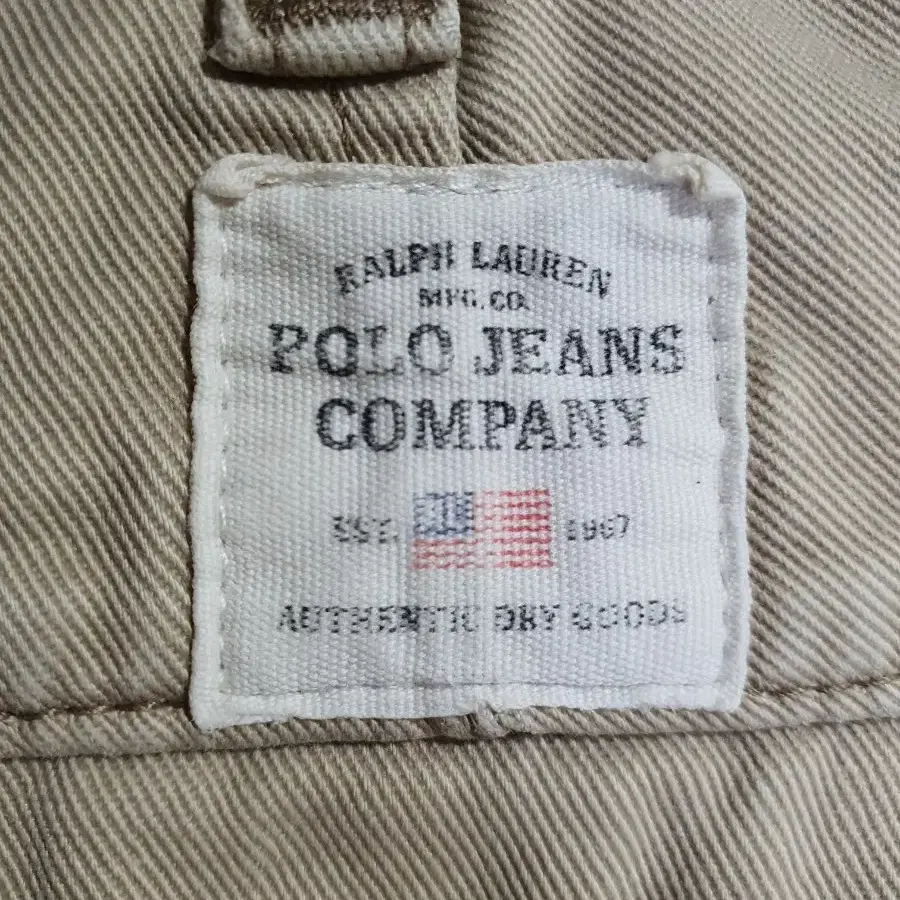 RALPH LAUREN
MFG. CO.
POLO JEANS
COMPANY
EST. 1967
AUTHENTIC DRY GOODS